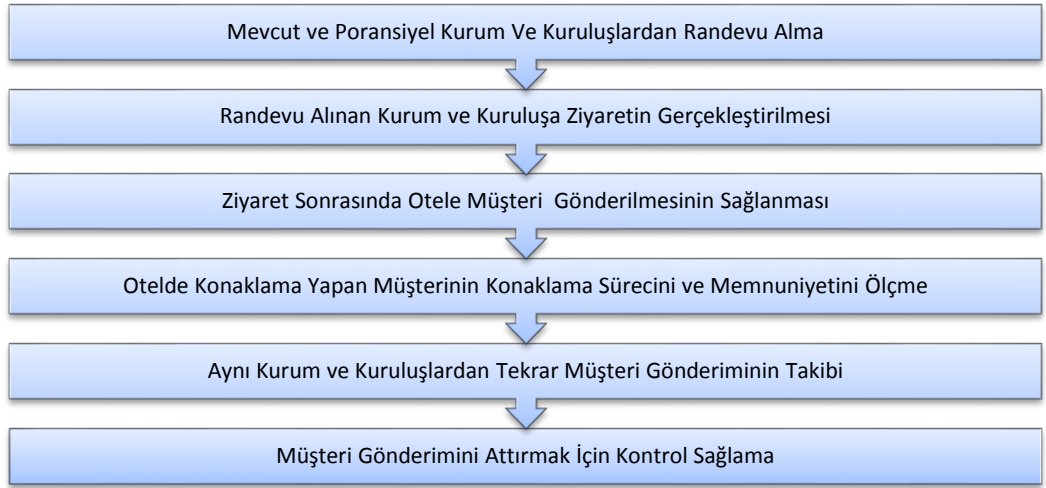 Mevcut ve Poransiyel Kurum Ve Kuruluşlardan Randevu Alma
Randevu Alınan Kurum ve Kuruluşa Ziyaretin Gerçekleştirilmesi
Ziyaret Sonrasında Otele Müşteri Gönderilmesinin Sağlanması
Otelde Konaklama Yapan Müşterinin Konaklama Sürecini ve Memnuniyetini Ölçme
Aynı Kurum ve Kuruluşlardan Tekrar Müşteri Gönderiminin Takibi
Müşteri Gönderimini Attırmak İçin Kontrol Sağlama